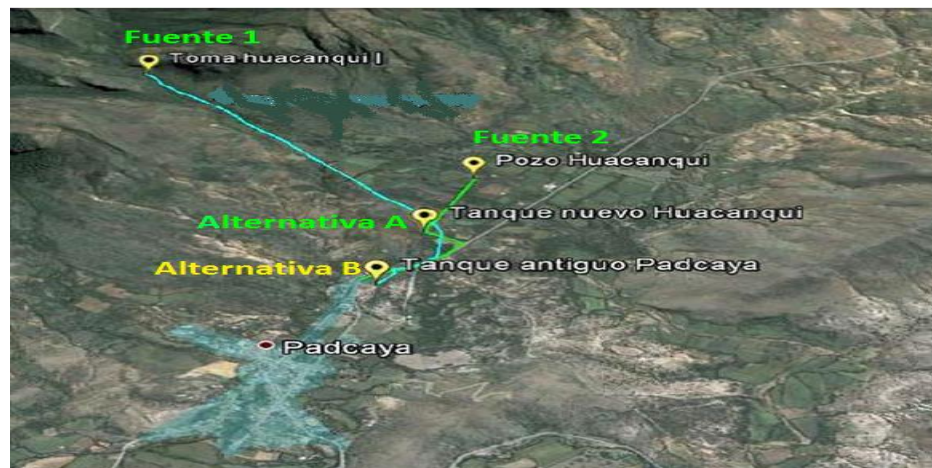 Fuente 1
Toma huacanqui I
Fuente 2
Pozo Huacanqui
Alternativa A
Tanque nuevo Huacanqui
Alternativa B
Tanque antiguo Padcaya
Padcaya